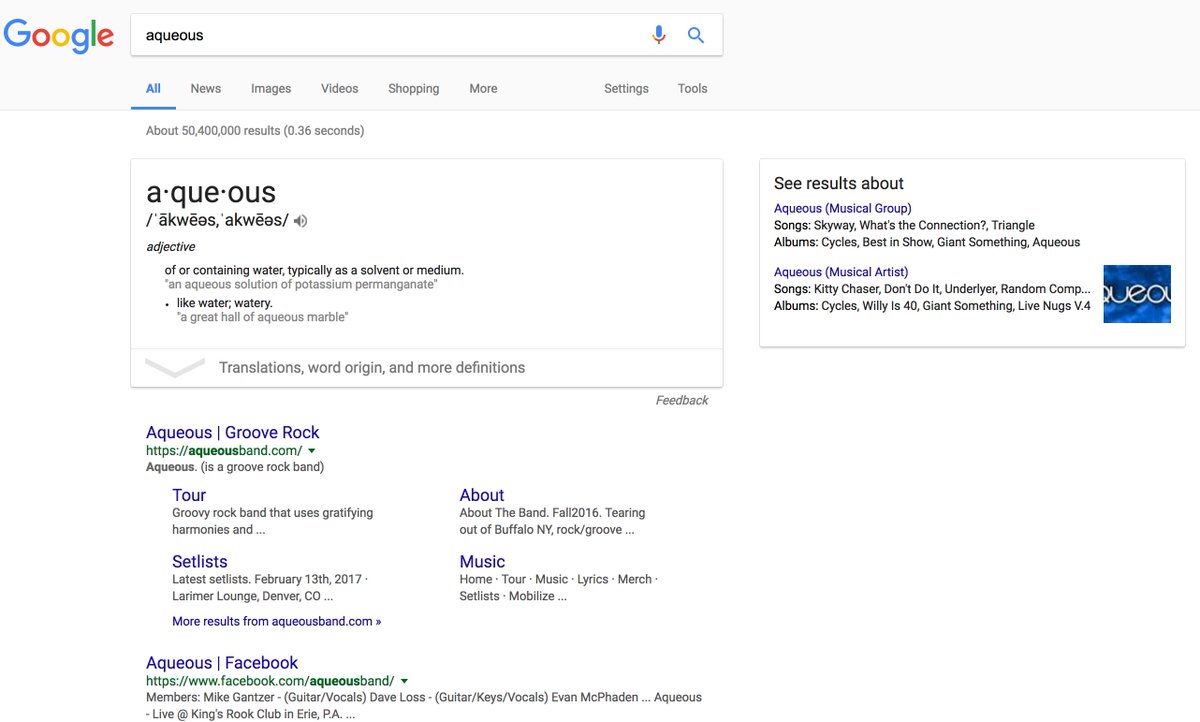 Google
aqueous
All News Images Videos Shopping More Settings Tools
About 50,400,000 results (0.36 seconds)
a·que·ous
/ˈākwēəs,ˈakwēəs/
adjective
of or containing water, typically as a solvent or medium.
"an aqueous solution of potassium permanganate"
• like water; watery.
"a great hall of aqueous marble"
Translations, word origin, and more definitions
Feedback
See results about
Aqueous (Musical Group)
Songs: Skyway, What's the Connection?, Triangle
Albums: Cycles, Best in Show, Giant Something, Aqueous
Aqueous (Musical Artist)
Songs: Kitty Chaser, Don't Do It, Underlyer, Random Comp...
Albums: Cycles, Willy Is 40, Giant Something, Live Nugs V.4
Aqueous | Groove Rock
https://aqueousband.com/
Aqueous. (is a groove rock band)
Tour
Groovy rock band that uses gratifying
harmonies and ...
About
About The Band. Fall2016. Tearing
out of Buffalo NY, rock/groove ...
Setlists
Latest setlists. February 13th, 2017 ·
Larimer Lounge, Denver, CO ...
Music
Home · Tour · Music · Lyrics · Merch ·
Setlists · Mobilize ...
More results from aqueousband.com »
Aqueous | Facebook
https://www.facebook.com/aqueousband/
Members: Mike Gantzer - (Guitar/Vocals) Dave Loss - (Guitar/Keys/Vocals) Evan McPhaden ... Aqueous
- Live @ King's Rook Club in Erie, P.A. ...